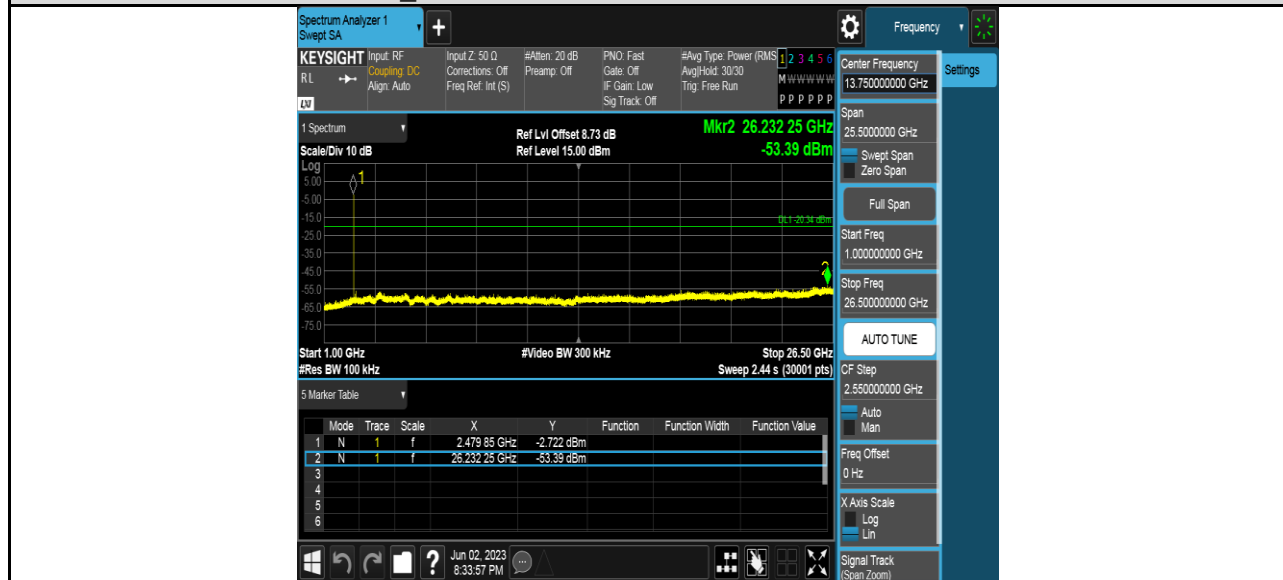 Spectrum Analyzer 1
Swept SA
+
Frequency
KEYSIGHT
RL
LXI
Input: RF
Coupling: DC
Align: Auto
Input Z: 50 Ω
Corrections: Off
Freq Ref: Int (S)
#Atten: 20 dB
Preamp: Off
PNO: Fast
Gate: Off
IF Gain: Low
Sig Track: Off
#Avg Type: Power (RMS
Avg|Hold: 30/30
Trig: Free Run
1 2 3 4 5 6
M W W W W W
P P P P P P
Center Frequency
13.750000000 GHz
Settings
Span
25.5000000 GHz
Swept Span
Zero Span
Full Span
Start Freq
1.000000000 GHz
Stop Freq
26.500000000 GHz
AUTO TUNE
CF Step
2.550000000 GHz
Auto
Man
Freq Offset
0 Hz
X Axis Scale
Log
Lin
Signal Track
(Span Zoom)
1 Spectrum
Scale/Div 10 dB
Ref Lvl Offset 8.73 dB
Ref Level 15.00 dBm
Mkr2 26.232 25 GHz
-53.39 dBm
Log
5.00
-5.00
-15.0
-25.0
-35.0
-45.0
-55.0
-65.0
-75.0
1
DL1 -20.34 dBm
2
Start 1.00 GHz
#Video BW 300 kHz
Stop 26.50 GHz
#Res BW 100 kHz
Sweep 2.44 s (30001 pts)
5 Marker Table
Mode Trace Scale X Y Function Function Width Function Value
1 N 1 f 2.479 85 GHz -2.722 dBm
2 N 1 f 26.232 25 GHz -53.39 dBm
3
4
5
6
?
Jun 02, 2023
8:33:57 PM